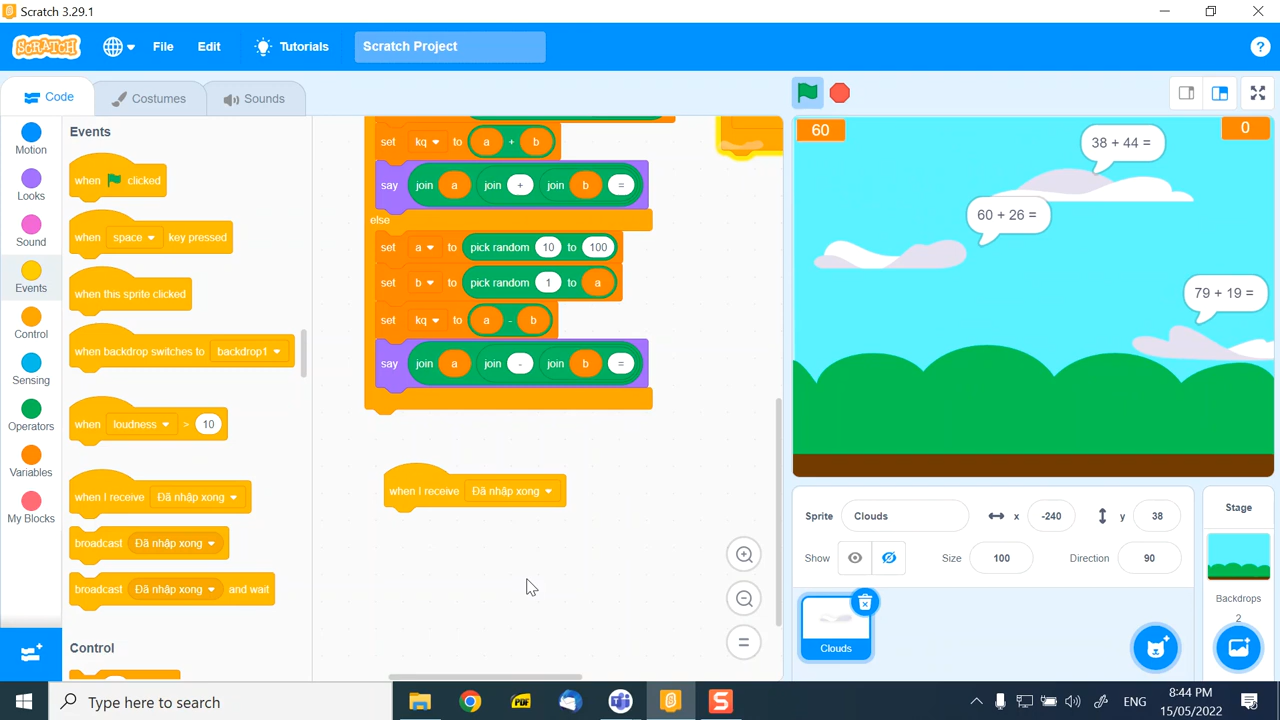 Scratch 3.29.1
SCRATCH
File
Edit
Tutorials
Scratch Project
Code
Costumes
Sounds
Motion
Looks
Sound
Events
Control
Sensing
Operators
Variables
My Blocks
Events
when clicked
when space key pressed
when this sprite clicked
when backdrop switches to backdrop1
when loudness > 10
when I receive Đã nhập xong
broadcast Đã nhập xong
broadcast Đã nhập xong and wait
Control
set kq to a + b
say join a join + join b =
else
set a to pick random 10 to 100
set b to pick random 1 to a
set kq to a - b
say join a join - join b =
when I receive Đã nhập xong
60
0
38 + 44 =
60 + 26 =
79 + 19 =
Sprite Clouds x -240 y 38
Show Size 100 Direction 90
Clouds
Stage
Backdrops
2
Type here to search
PDF
ENG
8:44 PM
15/05/2022